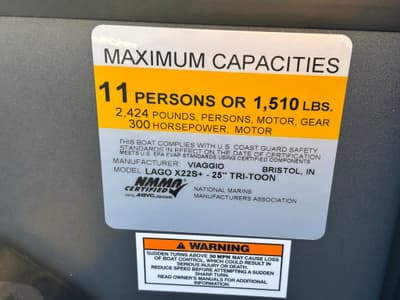 MAXIMUM CAPACITIES
11 PERSONS OR 1,510 LBS.
2,424 POUNDS, PERSONS, MOTOR, GEAR
300 HORSEPOWER, MOTOR
THIS BOAT COMPLIES WITH U.S. COAST GUARD SAFETY
STANDARDS IN EFFECT ON THE DATE OF CERTIFICATION
MEETS U.S. EPA EVAP STANDARDS USING CERTIFIED COMPONENTS
MANUFACTURER: VIAGGIO BRISTOL, IN
MODEL: LAGO X22S+ - 25" TRI-TOON
NMMA
CERTIFIED
using ABYC standards
NATIONAL MARINE
MANUFACTURERS ASSOCIATION
WARNING
SUDDEN TURNS ABOVE 30 MPH MAY CAUSE LOSS
OF BOAT CONTROL, WHICH COULD RESULT IN
SERIOUS INJURY OR DEATH.
REDUCE SPEED BEFORE ATTEMPTING A SUDDEN
SHARP TURN.
READ OWNER'S MANUALS FOR ADDITIONAL
INFORMATION.